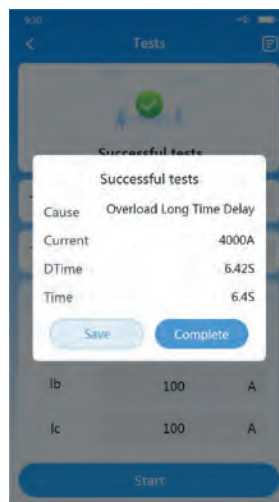 9:30
Tests
Successful tests
Successful tests
Cause Overload Long Time Delay
Current 4000A
DTime 6.42S
Time 6.4S
Save Complete
Ib 100 A
Ic 100 A
Start